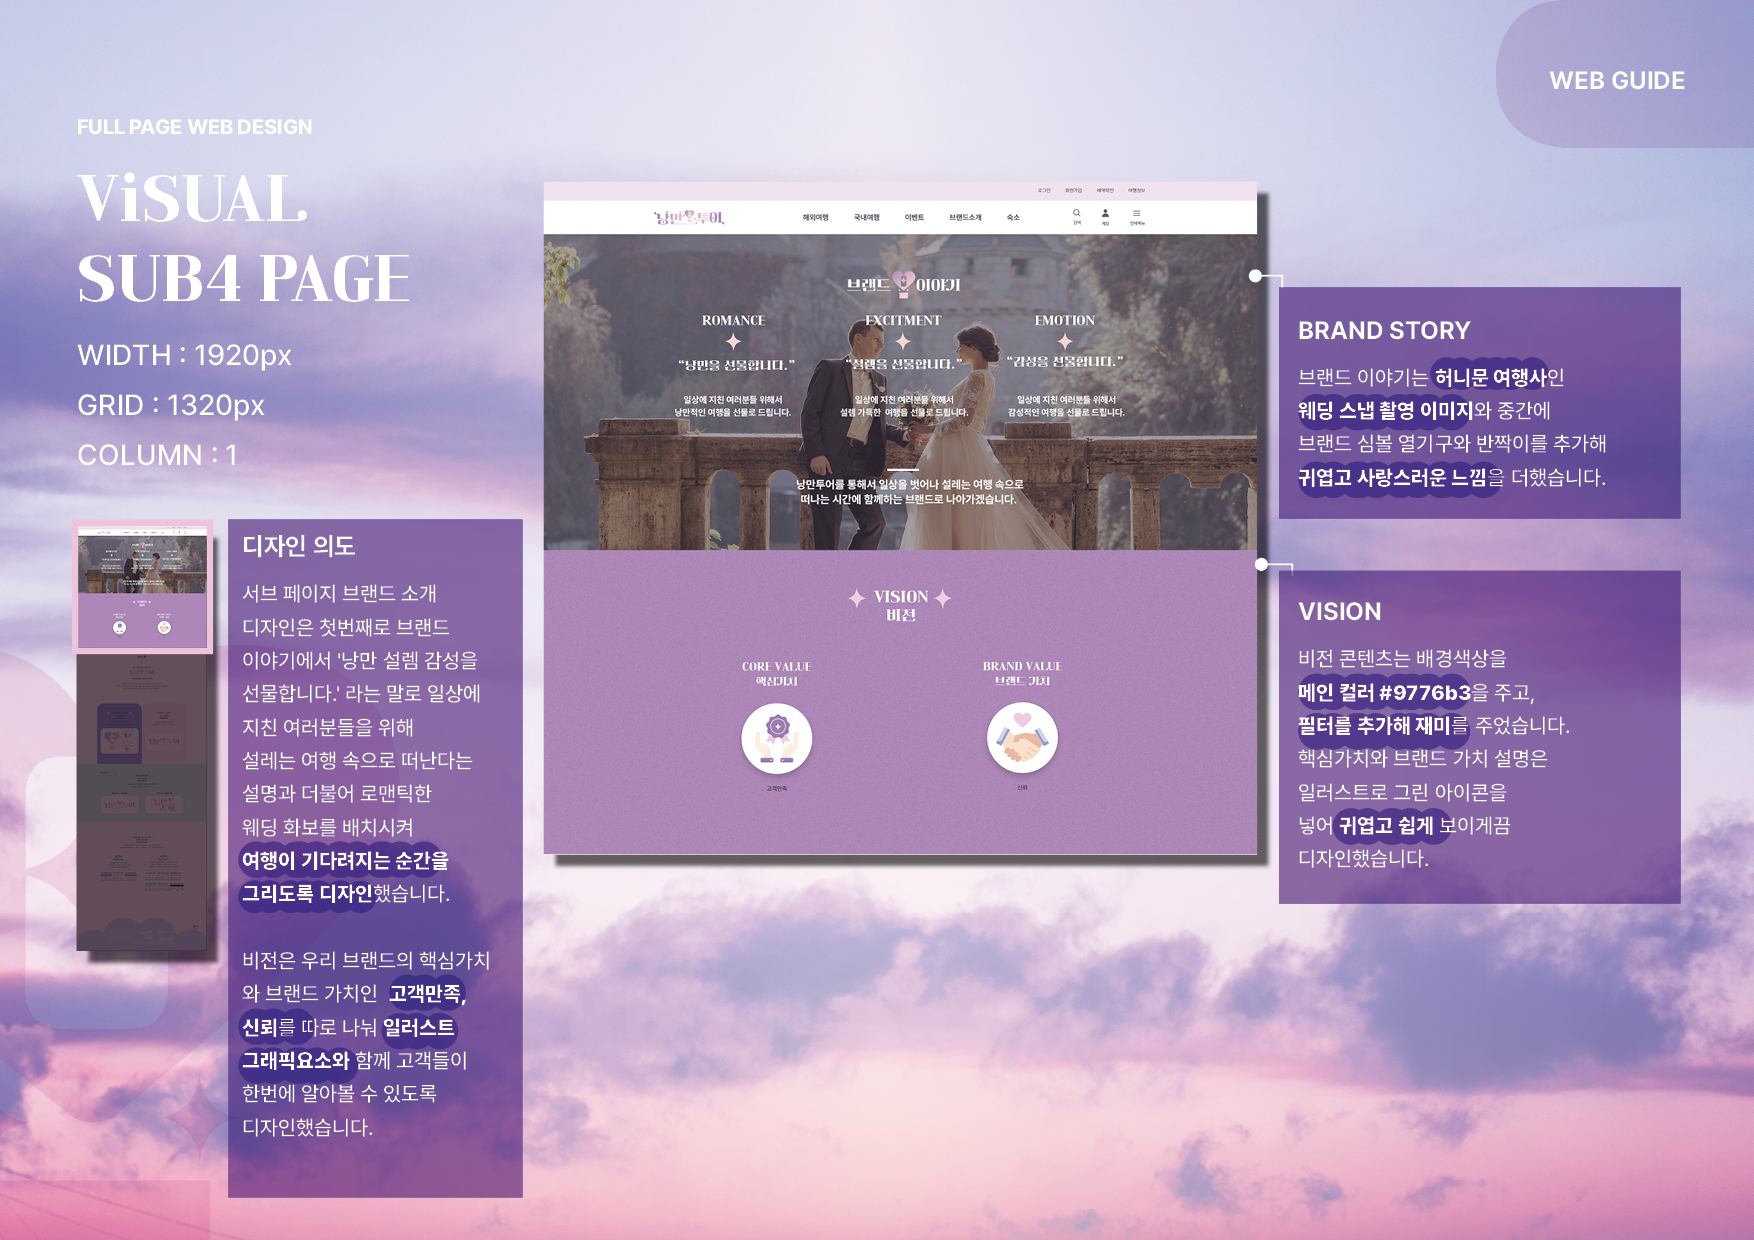 WEB GUIDE
FULL PAGE WEB DESIGN
ViSUAL
SUB4 PAGE
WIDTH : 1920px
GRID : 1320px
COLUMN : 1
디자인 의도
서브 페이지 브랜드 소개
디자인은 첫번째로 브랜드
이야기에서 '낭만 설렘 감성을
선물합니다.' 라는 말로 일상에
지친 여러분들을 위해
설레는 여행 속으로 떠난다는
설명과 더불어 로맨틱한
웨딩 화보를 배치시켜
여행이 기다려지는 순간을
그리도록 디자인했습니다.
비전은 우리 브랜드의 핵심가치
와 브랜드 가치인 고객만족,
신뢰를 따로 나눠 일러스트
그래픽요소와 함께 고객들이
한번에 알아볼 수 있도록
디자인했습니다.
로그인 회원가입 예약확인 여행정보
낭만투어
해외여행 국내여행 이벤트 브랜드소개 숙소
검색 계정 전체메뉴
브랜드 이야기
ROMANCE EXCITMENT EMOTION
“낭만을 선물합니다.” “설렘을 선물합니다.” “감성을 선물합니다.”
일상에 지친 여러분들 위해서 일상에 지친 여러분들 위해서 일상에 지친 여러분들 위해서
낭만적인 여행을 선물로 드립니다. 설렘 가득한 여행을 선물로 드립니다. 감성적인 여행을 선물로 드립니다.
낭만투어를 통해서 일상을 벗어나 설레는 여행 속으로
떠나는 시간에 함께하는 브랜드로 나아가겠습니다.
VISION
비전
CORE VALUE BRAND VALUE
핵심가치 브랜드 가치
고객만족 신뢰
BRAND STORY
브랜드 이야기는 허니문 여행사인
웨딩 스냅 촬영 이미지와 중간에
브랜드 심볼 열기구와 반짝이를 추가해
귀엽고 사랑스러운 느낌을 더했습니다.
VISION
비전 콘텐츠는 배경색상을
메인 컬러 #9776b3을 주고,
필터를 추가해 재미를 주었습니다.
핵심가치와 브랜드 가치 설명은
일러스트로 그린 아이콘을
넣어 귀엽고 쉽게 보이게끔
디자인했습니다.